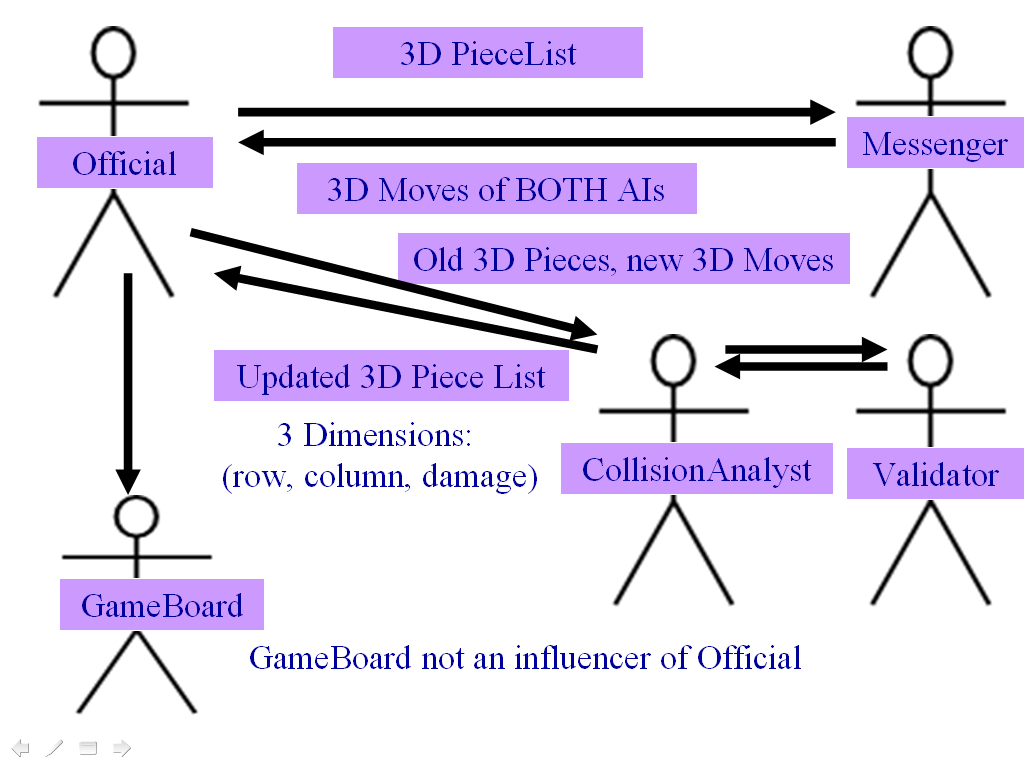 3D PieceList
Official
Messenger
3D Moves of BOTH AIs
Old 3D Pieces, new 3D Moves
Updated 3D Piece List
3 Dimensions:
(row, column, damage)
CollisionAnalyst
Validator
GameBoard
GameBoard not an influencer of Official